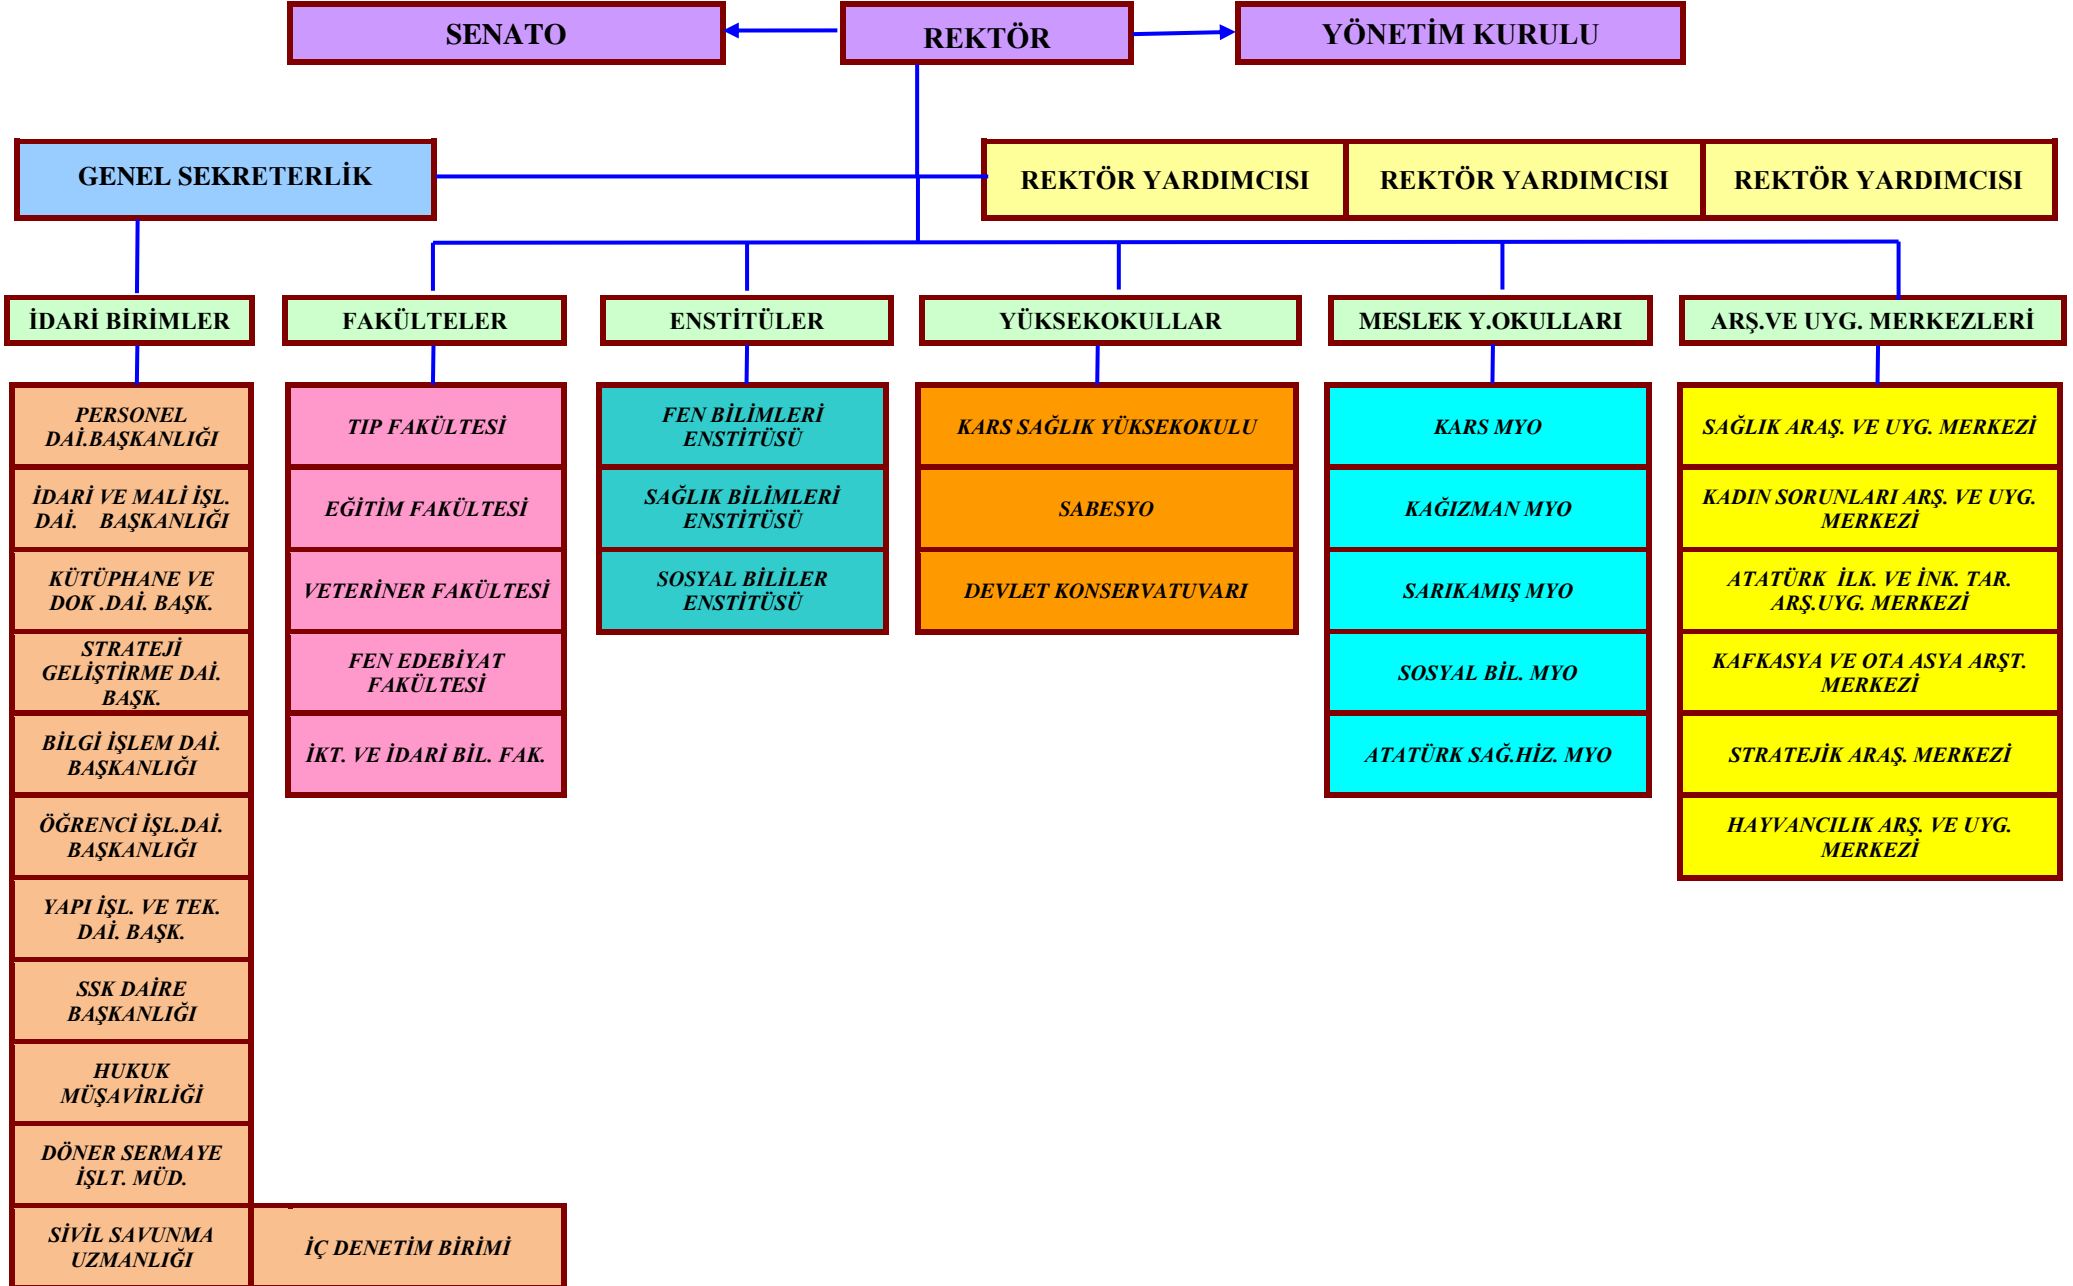 SENATO
REKTÖR
YÖNETİM KURULU
GENEL SEKRETERLİK
REKTÖR YARDIMCISI
REKTÖR YARDIMCISI
REKTÖR YARDIMCISI
İDARİ BİRİMLER
FAKÜLTELER
ENSTİTÜLER
YÜKSEKOKULLAR
MESLEK Y.OKULLARI
ARŞ.VE UYG. MERKEZLERİ
PERSONEL
DAİ.BAŞKANLIĞI
İDARİ VE MALİ İŞL.
DAİ. BAŞKANLIĞI
KÜTÜPHANE VE
DOK .DAİ. BAŞK.
STRATEJİ
GELİŞTİRME DAİ.
BAŞK.
BİLGİ İŞLEM DAİ.
BAŞKANLIĞI
ÖĞRENCİ İŞL.DAİ.
BAŞKANLIĞI
YAPI İŞL. VE TEK.
DAİ. BAŞK.
SSK DAİRE
BAŞKANLIĞI
HUKUK
MÜŞAVİRLİĞİ
DÖNER SERMAYE
İŞLT. MÜD.
SİVİL SAVUNMA
UZMANLIĞI
İÇ DENETİM BİRİMİ
TIP FAKÜLTESİ
EĞİTİM FAKÜLTESİ
VETERİNER FAKÜLTESİ
FEN EDEBİYAT
FAKÜLTESİ
İKT. VE İDARİ BİL. FAK.
FEN BİLİMLERİ
ENSTİTÜSÜ
SAĞLIK BİLİMLERİ
ENSTİTÜSÜ
SOSYAL BİLİLER
ENSTİTÜSÜ
KARS SAĞLIK YÜKSEKOKULU
SABESYO
DEVLET KONSERVATUVARI
KARS MYO
KAĞIZMAN MYO
SARIKAMIŞ MYO
SOSYAL BİL. MYO
ATATÜRK SAĞ.HİZ. MYO
SAĞLIK ARAŞ. VE UYG. MERKEZİ
KADIN SORUNLARI ARŞ. VE UYG.
MERKEZİ
ATATÜRK İLK. VE İNK. TAR.
ARŞ.UYG. MERKEZİ
KAFKASYA VE OTA ASYA ARŞT.
MERKEZİ
STRATEJİK ARAŞ. MERKEZİ
HAYVANCILIK ARŞ. VE UYG.
MERKEZİ